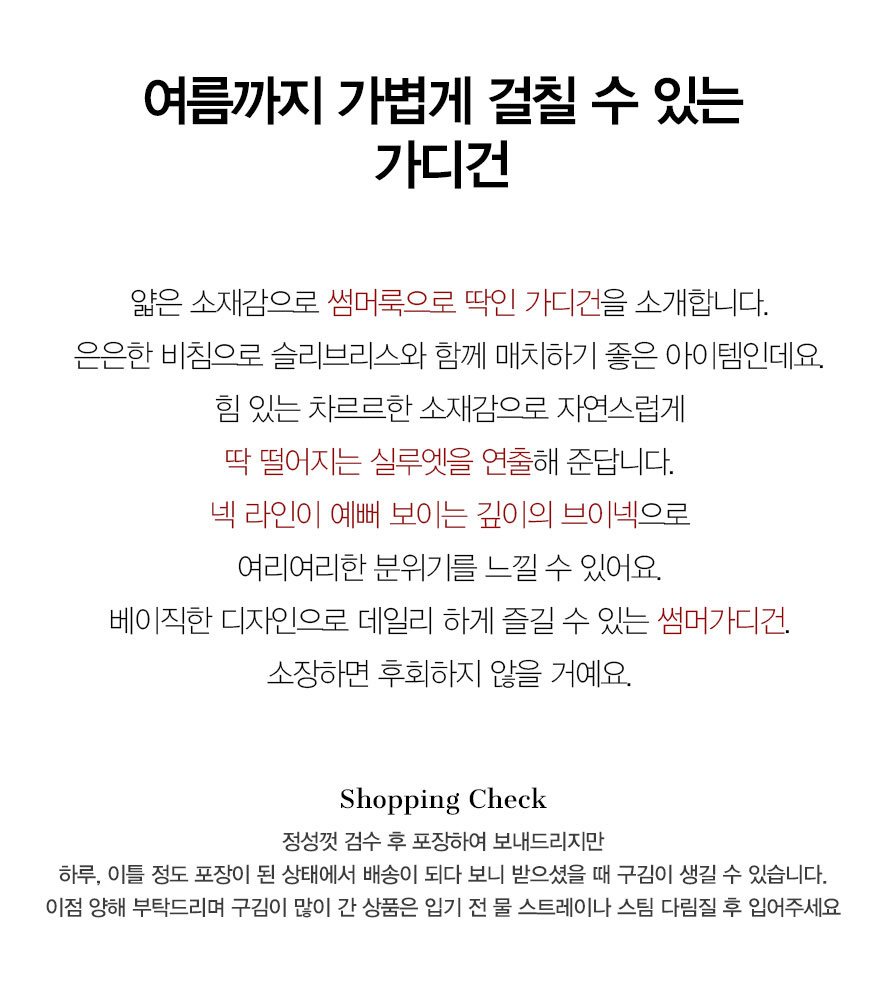 여름까지 가볍게 걸칠 수 있는
가디건
얇은 소재감으로 썸머룩으로 딱인 가디건을 소개합니다.
은은한 비침으로 슬리브리스와 함께 매치하기 좋은 아이템인데요.
힘 있는 차르르한 소재감으로 자연스럽게
딱 떨어지는 실루엣을 연출해 준답니다.
넥 라인이 예뻐 보이는 깊이의 브이넥으로
여리여리한 분위기를 느낄 수 있어요.
베이직한 디자인으로 데일리 하게 즐길 수 있는 썸머가디건.
소장하면 후회하지 않을 거예요.
Shopping Check
정성껏 검수 후 포장하여 보내드리지만
하루, 이틀 정도 포장이 된 상태에서 배송이 되다 보니 받으셨을 때 구김이 생길 수 있습니다.
이점 양해 부탁드리며 구김이 많이 간 상품은 입기 전 물 스트레이나 스팀 다림질 후 입어주세요